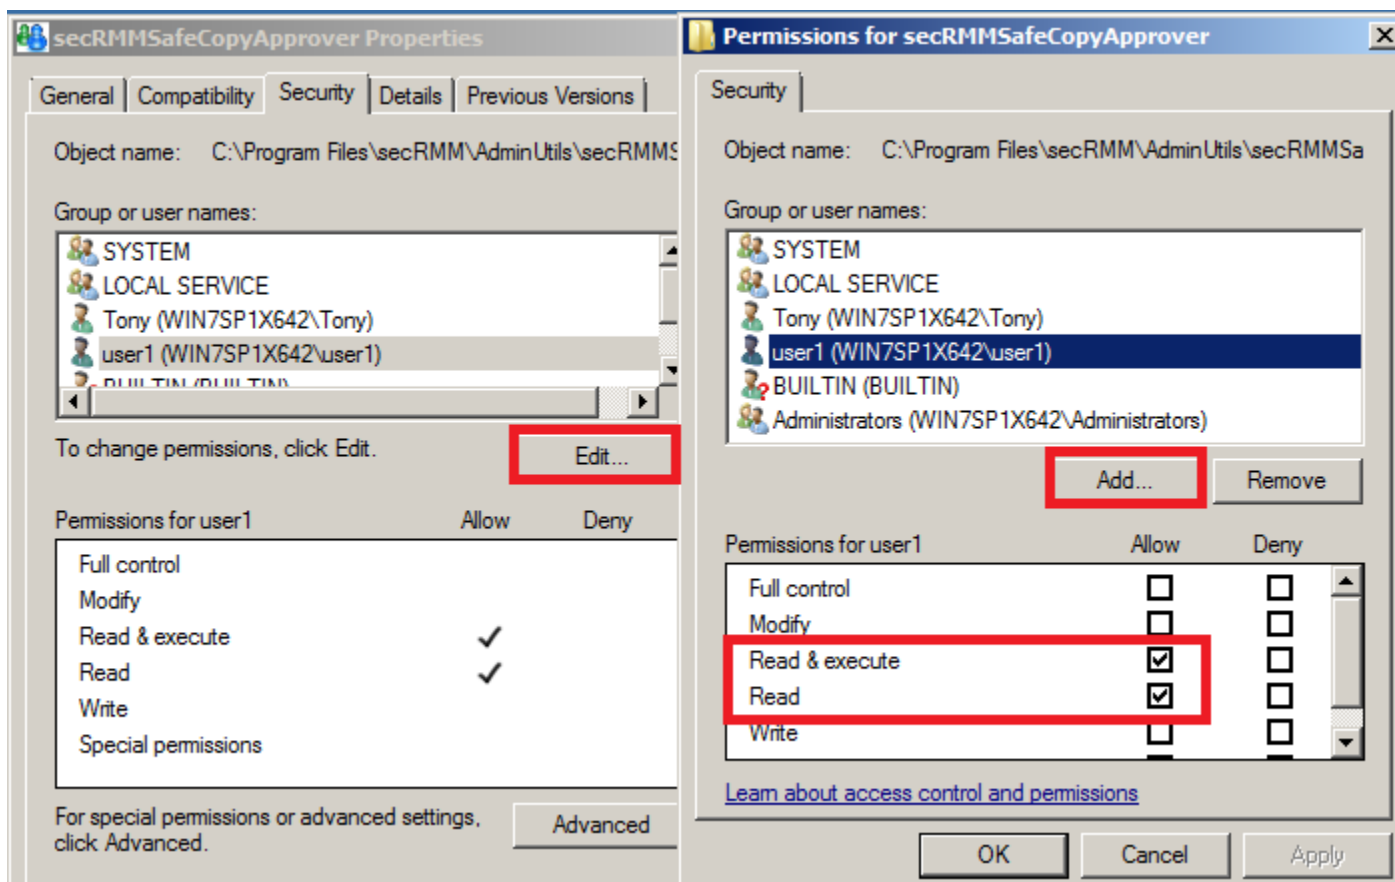 secRMMSafeCopyApprover Properties
General Compatibility Security Details Previous Versions
Object name: C:\Program Files\secRMM\AdminUtils\secRMMS
Group or user names:
SYSTEM
LOCAL SERVICE
Tony (WIN7SP1X642\Tony)
user1 (WIN7SP1X642\user1)
BUILTIN (BUILTIN)
To change permissions, click Edit.
Edit...
Permissions for user1 Allow Deny
Full control
Modify
Read & execute
Read
Write
Special permissions
For special permissions or advanced settings,
click Advanced.
Advanced
Permissions for secRMMSafeCopyApprover
Security
Object name: C:\Program Files\secRMM\AdminUtils\secRMMSa
Group or user names:
SYSTEM
LOCAL SERVICE
Tony (WIN7SP1X642\Tony)
user1 (WIN7SP1X642\user1)
BUILTIN (BUILTIN)
Administrators (WIN7SP1X642\Administrators)
Add... Remove
Permissions for user1 Allow Deny
Full control
Modify
Read & execute
Read
Write
Learn about access control and permissions
OK Cancel Apply